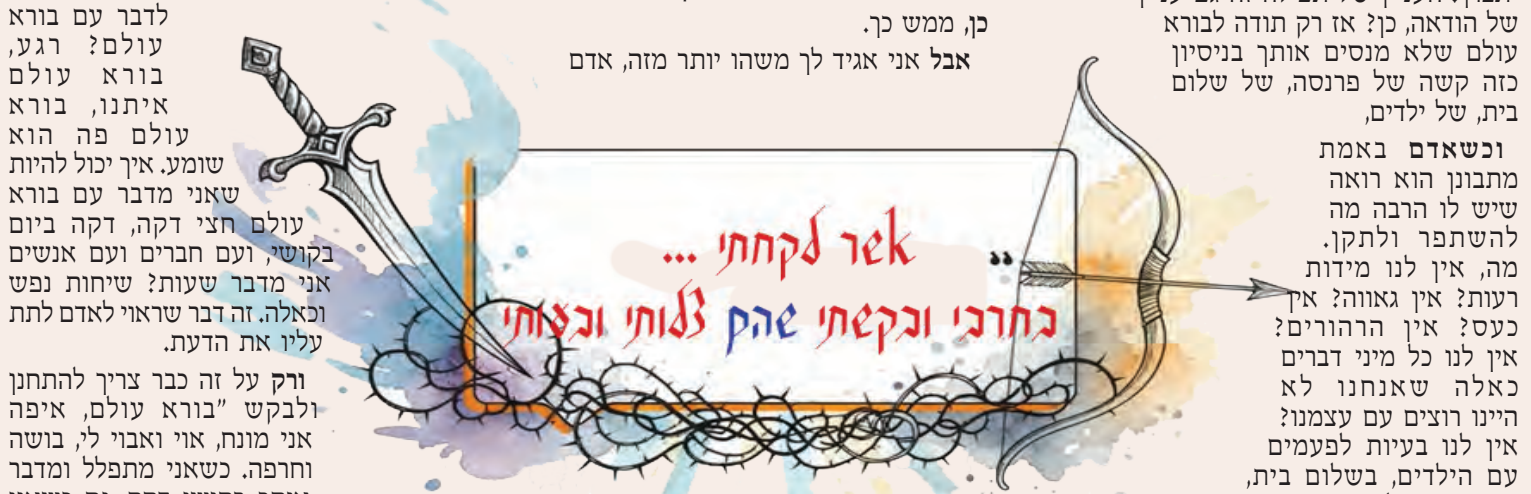 של הודאה, כן? אז רק תודה לבורא
עולם שלא מנסים אותך בניסיון
כזה קשה של פרנסה, של שלום
בית, של ילדים,
וכשאדם באמת
מתבונן הוא רואה
שיש לו הרבה מה
להשתפר ולתקן.
מה, אין לנו מידות
רעות? אין גאווה? אין
כעס? אין הרהורים?
אין לנו כל מיני דברים
כאלה שאנחנו לא
היינו רוצים עם עצמנו?
אין לנו בעיות לפעמים
עם הילדים, בשלום בית,
כן, ממש כך.
אבל אני אגיד לך משהו יותר מזה, אדם
„ אשר לקחתי ...
בחרבי ובקשתי שהם צלותי ובעותי
לדבר עם בורא
עולם? רגע,
בורא עולם
איתנו, בורא
עולם פה הוא
שומע. איך יכול להיות
שאני מדבר עם בורא
עולם חצי דקה, דקה ביום
בקושי, ועם חברים ועם אנשים
אני מדבר שעות? שיחות נפש
וכאלה. זה דבר שראוי לאדם לתת
עליו את הדעת.
ורק על זה כבר צריך להתחנן
ולבקש "בורא עולם, איפה
אני מונח, אוי ואבוי לי, בושה
וחרפה. כשאני מתפלל ומדבר